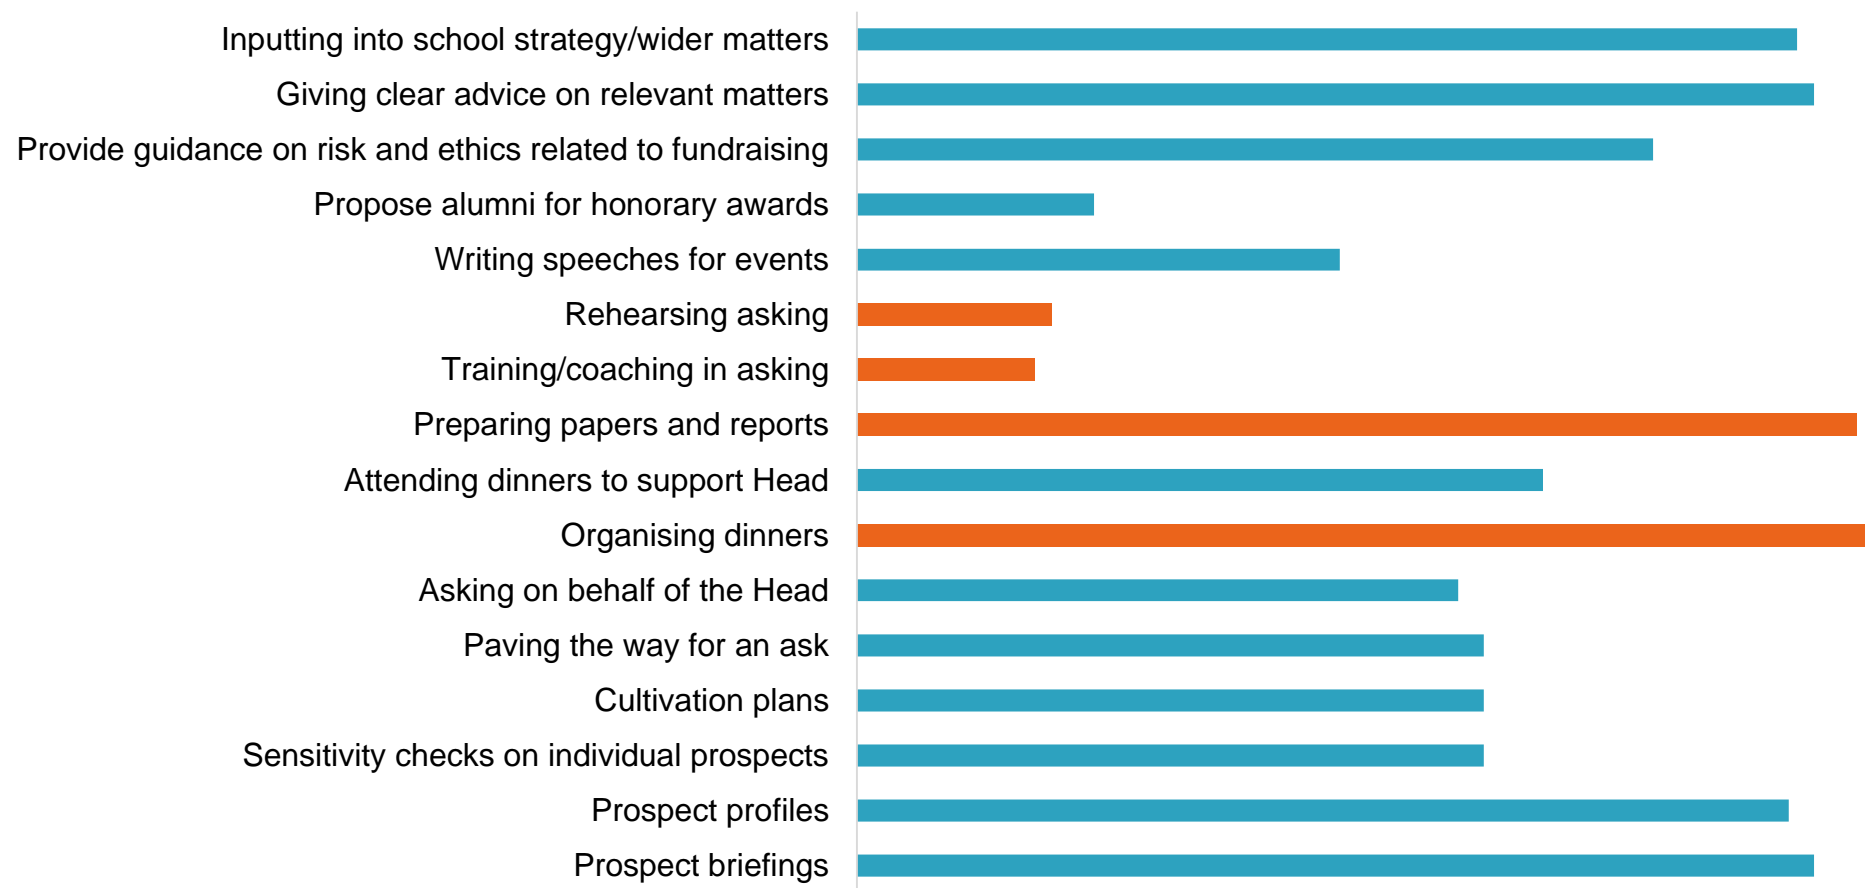 Inputting into school strategy/wider matters
Giving clear advice on relevant matters
Provide guidance on risk and ethics related to fundraising
Propose alumni for honorary awards
Writing speeches for events
Rehearsing asking
Training/coaching in asking
Preparing papers and reports
Attending dinners to support Head
Organising dinners
Asking on behalf of the Head
Paving the way for an ask
Cultivation plans
Sensitivity checks on individual prospects
Prospect profiles
Prospect briefings